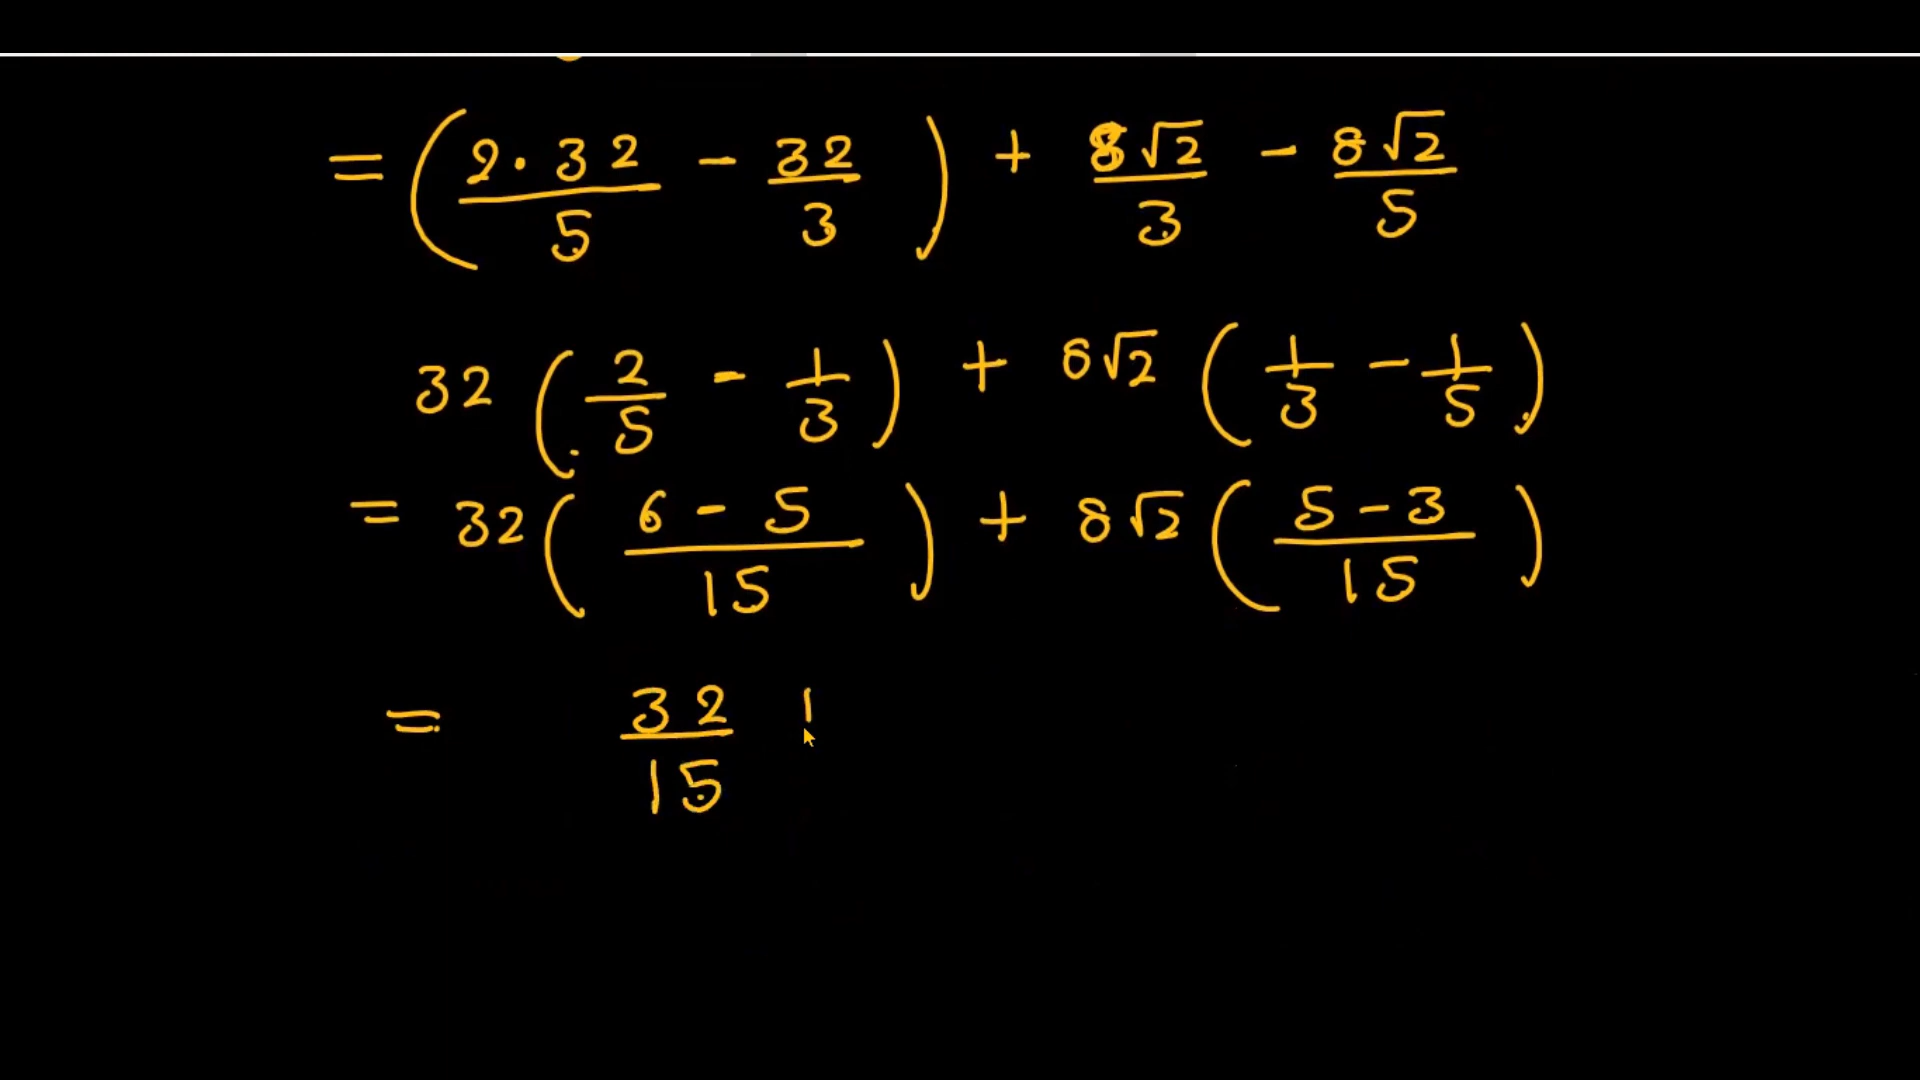 = (2·32/5 - 32/3) + 8√2/3 - 8√2/5
32 (2/5 - 1/3) + 8√2 (1/3 - 1/5)
= 32 (6 - 5/15) + 8√2 (5 - 3/15)
= 32/15 |